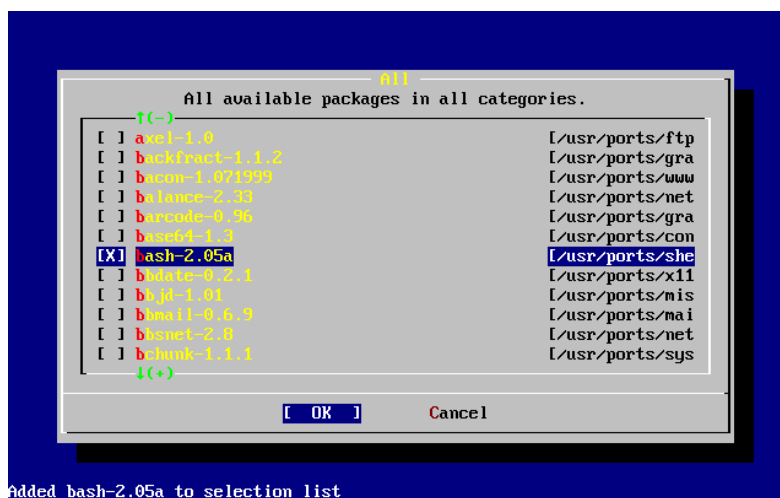 All
All available packages in all categories.
↑(-)
[ ] axel-1.0 [/usr/ports/ftp
[ ] backfract-1.1.2 [/usr/ports/gra
[ ] bacon-1.071999 [/usr/ports/www
[ ] balance-2.33 [/usr/ports/net
[ ] barcode-0.96 [/usr/ports/gra
[ ] base64-1.3 [/usr/ports/con
[X] bash-2.05a [/usr/ports/she
[ ] bbdate-0.2.1 [/usr/ports/x11
[ ] bbjd-1.01 [/usr/ports/mis
[ ] bbmail-0.6.9 [/usr/ports/mai
[ ] bbsnet-2.8 [/usr/ports/net
[ ] bchunk-1.1.1 [/usr/ports/sys
↓(+)
[ OK ] Cancel
Added bash-2.05a to selection list